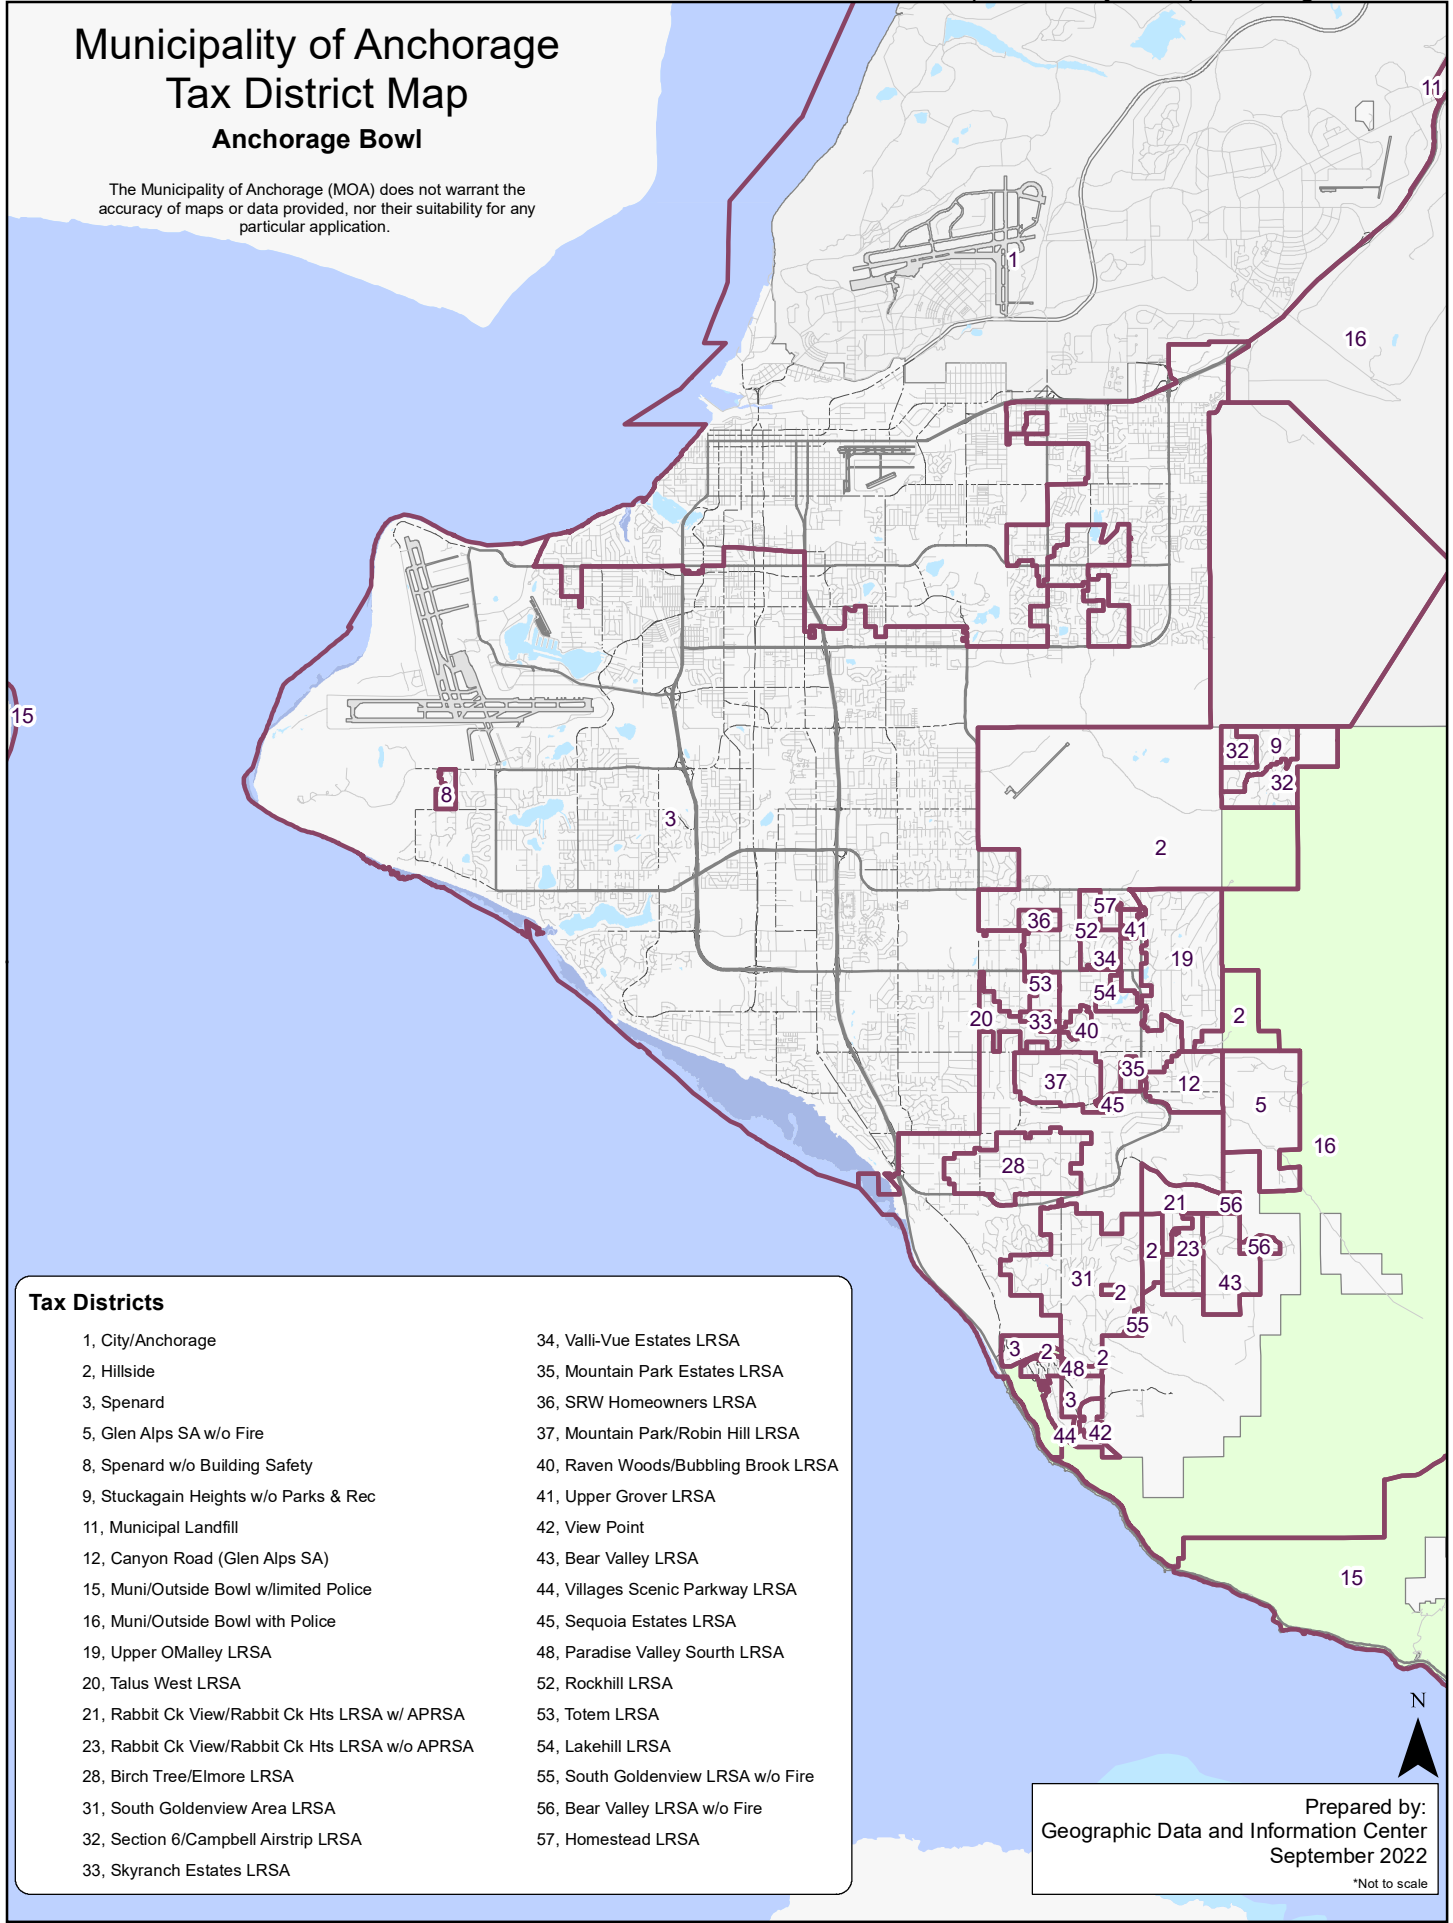 Municipality of Anchorage
Tax District Map
Anchorage Bowl
The Municipality of Anchorage (MOA) does not warrant the
accuracy of maps or data provided, nor their suitability for any
particular application.
11
1
16
15
8
3
32
9
32
2
57
36
52
41
34
19
53
54
20
33
40
2
35
37
12
45
5
16
28
21
56
2
23
56
31
2
43
55
3
2
2
48
3
44
42
15
Tax Districts
1, City/Anchorage
2, Hillside
3, Spenard
5, Glen Alps SA w/o Fire
8, Spenard w/o Building Safety
9, Stuckagain Heights w/o Parks & Rec
11, Municipal Landfill
12, Canyon Road (Glen Alps SA)
15, Muni/Outside Bowl w/limited Police
16, Muni/Outside Bowl with Police
19, Upper OMalley LRSA
20, Talus West LRSA
21, Rabbit Ck View/Rabbit Ck Hts LRSA w/ APRSA
23, Rabbit Ck View/Rabbit Ck Hts LRSA w/o APRSA
28, Birch Tree/Elmore LRSA
31, South Goldenview Area LRSA
32, Section 6/Campbell Airstrip LRSA
33, Skyranch Estates LRSA
34, Valli-Vue Estates LRSA
35, Mountain Park Estates LRSA
36, SRW Homeowners LRSA
37, Mountain Park/Robin Hill LRSA
40, Raven Woods/Bubbling Brook LRSA
41, Upper Grover LRSA
42, View Point
43, Bear Valley LRSA
44, Villages Scenic Parkway LRSA
45, Sequoia Estates LRSA
48, Paradise Valley Sourth LRSA
52, Rockhill LRSA
53, Totem LRSA
54, Lakehill LRSA
55, South Goldenview LRSA w/o Fire
56, Bear Valley LRSA w/o Fire
57, Homestead LRSA
N
Prepared by:
Geographic Data and Information Center
September 2022
*Not to scale